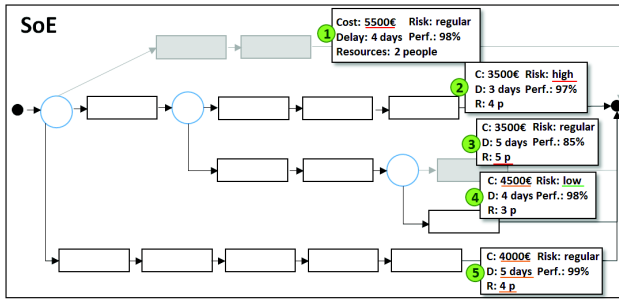 SoE
1
Cost: 5500€ Risk: regular
Delay: 4 days Perf.: 98%
Resources: 2 people
2
C: 3500€ Risk: high
D: 3 days Perf.: 97%
R: 4 p
3
C: 3500€ Risk: regular
D: 5 days Perf.: 85%
R: 5 p
4
C: 4500€ Risk: low
D: 4 days Perf.: 98%
R: 3 p
5
C: 4000€ Risk: regular
D: 5 days Perf.: 99%
R: 4 p